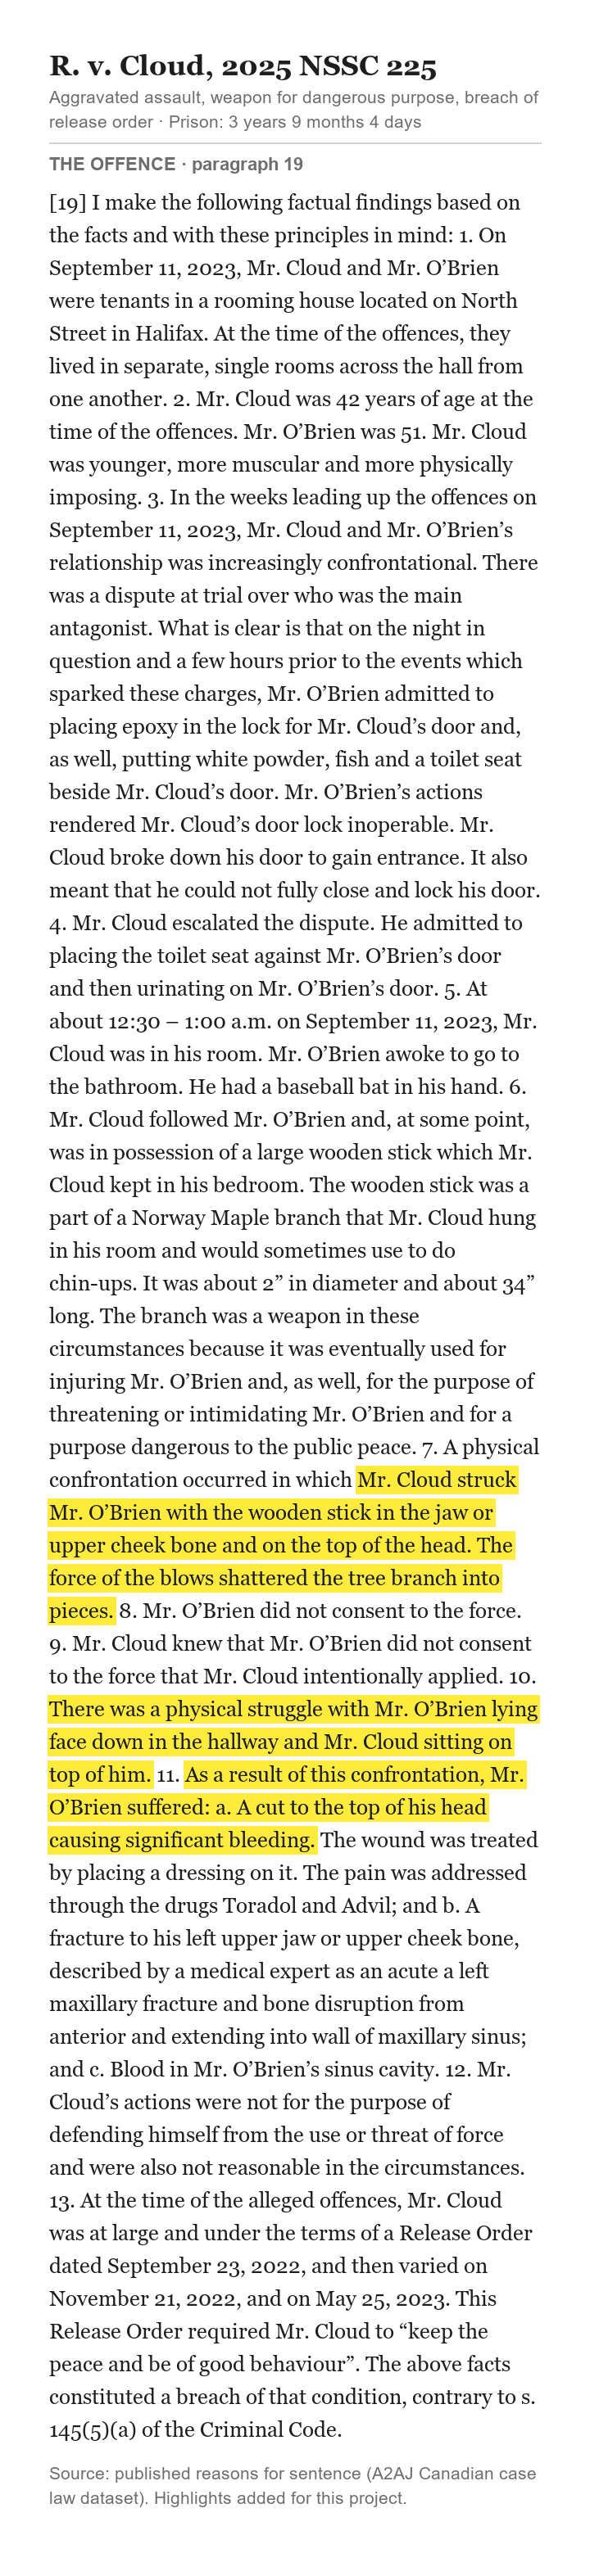 R. v. Cloud, 2025 NSSC 225
Aggravated assault, weapon for dangerous purpose, breach of
release order · Prison: 3 years 9 months 4 days
THE OFFENCE · paragraph 19
[19] I make the following factual findings based on
the facts and with these principles in mind: 1. On
September 11, 2023, Mr. Cloud and Mr. O’Brien
were tenants in a rooming house located on North
Street in Halifax. At the time of the offences, they
lived in separate, single rooms across the hall from
one another. 2. Mr. Cloud was 42 years of age at the
time of the offences. Mr. O’Brien was 51. Mr. Cloud
was younger, more muscular and more physically
imposing. 3. In the weeks leading up the offences on
September 11, 2023, Mr. Cloud and Mr. O’Brien’s
relationship was increasingly confrontational. There
was a dispute at trial over who was the main
antagonist. What is clear is that on the night in
question and a few hours prior to the events which
sparked these charges, Mr. O’Brien admitted to
placing epoxy in the lock for Mr. Cloud’s door and,
as well, putting white powder, fish and a toilet seat
beside Mr. Cloud’s door. Mr. O’Brien’s actions
rendered Mr. Cloud’s door lock inoperable. Mr.
Cloud broke down his door to gain entrance. It also
meant that he could not fully close and lock his door.
4. Mr. Cloud escalated the dispute. He admitted to
placing the toilet seat against Mr. O’Brien’s door
and then urinating on Mr. O’Brien’s door. 5. At
about 12:30 – 1:00 a.m. on September 11, 2023, Mr.
Cloud was in his room. Mr. O’Brien awoke to go to
the bathroom. He had a baseball bat in his hand. 6.
Mr. Cloud followed Mr. O’Brien and, at some point,
was in possession of a large wooden stick which Mr.
Cloud kept in his bedroom. The wooden stick was a
part of a Norway Maple branch that Mr. Cloud hung
in his room and would sometimes use to do
chin-ups. It was about 2” in diameter and about 34”
long. The branch was a weapon in these
circumstances because it was eventually used for
injuring Mr. O’Brien and, as well, for the purpose of
threatening or intimidating Mr. O’Brien and for a
purpose dangerous to the public peace. 7. A physical
confrontation occurred in which Mr. Cloud struck
Mr. O’Brien with the wooden stick in the jaw or
upper cheek bone and on the top of the head. The
force of the blows shattered the tree branch into
pieces. 8. Mr. O’Brien did not consent to the force.
9. Mr. Cloud knew that Mr. O’Brien did not consent
to the force that Mr. Cloud intentionally applied. 10.
There was a physical struggle with Mr. O’Brien lying
face down in the hallway and Mr. Cloud sitting on
top of him. 11. As a result of this confrontation, Mr.
O’Brien suffered: a. A cut to the top of his head
causing significant bleeding. The wound was treated
by placing a dressing on it. The pain was addressed
through the drugs Toradol and Advil; and b. A
fracture to his left upper jaw or upper cheek bone,
described by a medical expert as an acute a left
maxillary fracture and bone disruption from
anterior and extending into wall of maxillary sinus;
and c. Blood in Mr. O’Brien’s sinus cavity. 12. Mr.
Cloud’s actions were not for the purpose of
defending himself from the use or threat of force
and were also not reasonable in the circumstances.
13. At the time of the alleged offences, Mr. Cloud
was at large and under the terms of a Release Order
dated September 23, 2022, and then varied on
November 21, 2022, and on May 25, 2023. This
Release Order required Mr. Cloud to “keep the
peace and be of good behaviour”. The above facts
constituted a breach of that condition, contrary to s.
145(5)(a) of the Criminal Code.
Source: published reasons for sentence (A2AJ Canadian case
law dataset). Highlights added for this project.